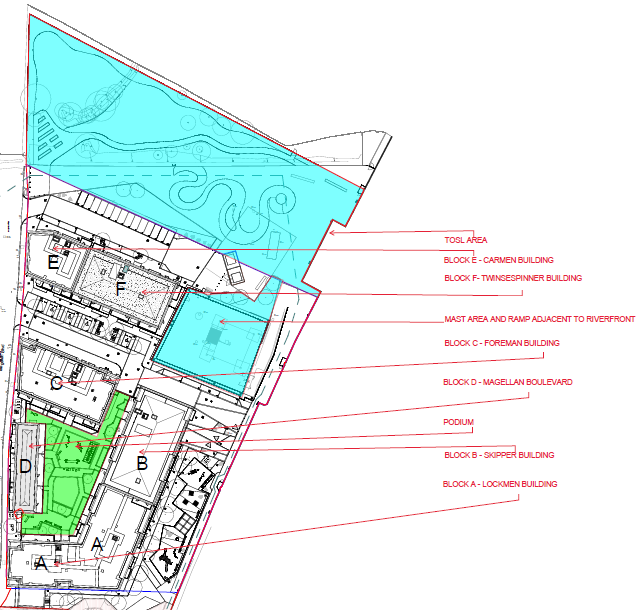 TOSL AREA
BLOCK E - CARMEN BUILDING
BLOCK F- TWINSESPINNER BUILDING
MAST AREA AND RAMP ADJACENT TO RIVERFRONT
BLOCK C - FOREMAN BUILDING
BLOCK D - MAGELLAN BOULEVARD
PODIUM
BLOCK B - SKIPPER BUILDING
BLOCK A - LOCKMEN BUILDING
E
F
C
D
B
A
A